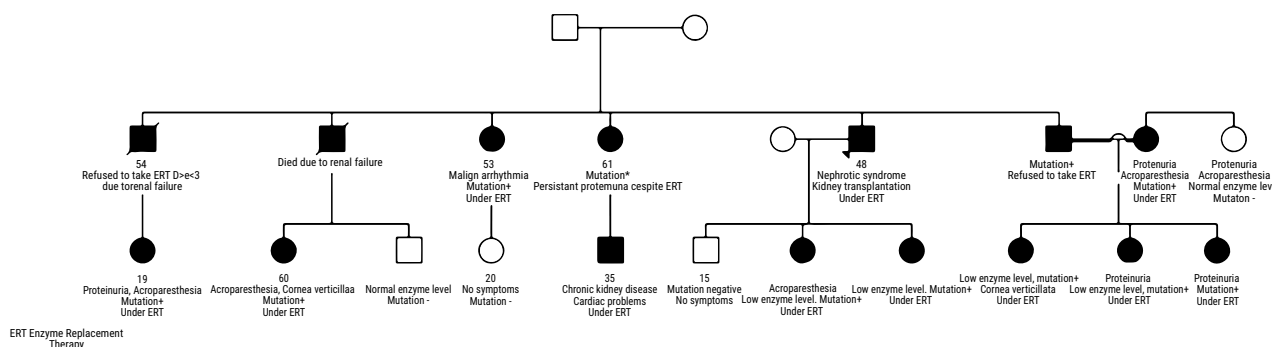 54
Refused to take ERT D>e<3
due torenal failure
Died due to renal failure
53
Malign arrhythmia
Mutation+
Under ERT
61
Mutation*
Persistant protemuna cespite ERT
48
Nephrotic syndrome
Kidney transplantation
Under ERT
Mutation+
Refused to take ERT
Protenuria
Acroparesthesia
Mutation+
Under ERT
Protenuria
Acroparesthesia
Normal enzyme lev
Mutaton -
19
Proteinuria, Acroparesthesia
Mutation+
Under ERT
60
Acroparesthesia, Cornea verticillaa
Mutation+
Under ERT
Normal enzyme level
Mutation -
20
No symptoms
Mutation -
35
Chronic kidney disease
Cardiac problems
Under ERT
15
Mutation negative
No symptoms
Acroparesthesia
Low enzyme level. Mutation+
Under ERT
Low enzyme level. Mutation+
Under ERT
Low enzyme level, mutation+
Cornea verticillata
Under ERT
Proteinuria
Low enzyme level, mutation+
Under ERT
Proteinuria
Mutation+
Under ERT
ERT Enzyme Replacement
Therapy